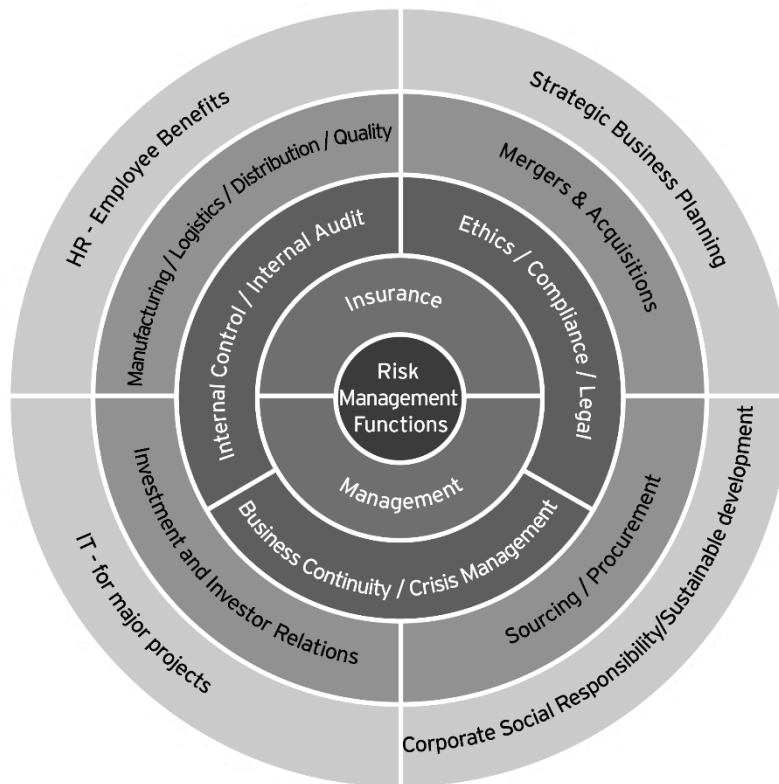 Risk
Management
Functions
Insurance
Management
Internal Control / Internal Audit
Ethics / Compliance / Legal
Business Continuity / Crisis Management
Manufacturing / Logistics / Distribution / Quality
Mergers & Acquisitions
Investment and Investor Relations
Sourcing / Procurement
HR - Employee Benefits
Strategic Business Planning
IT - for major projects
Corporate Social Responsibility/Sustainable development